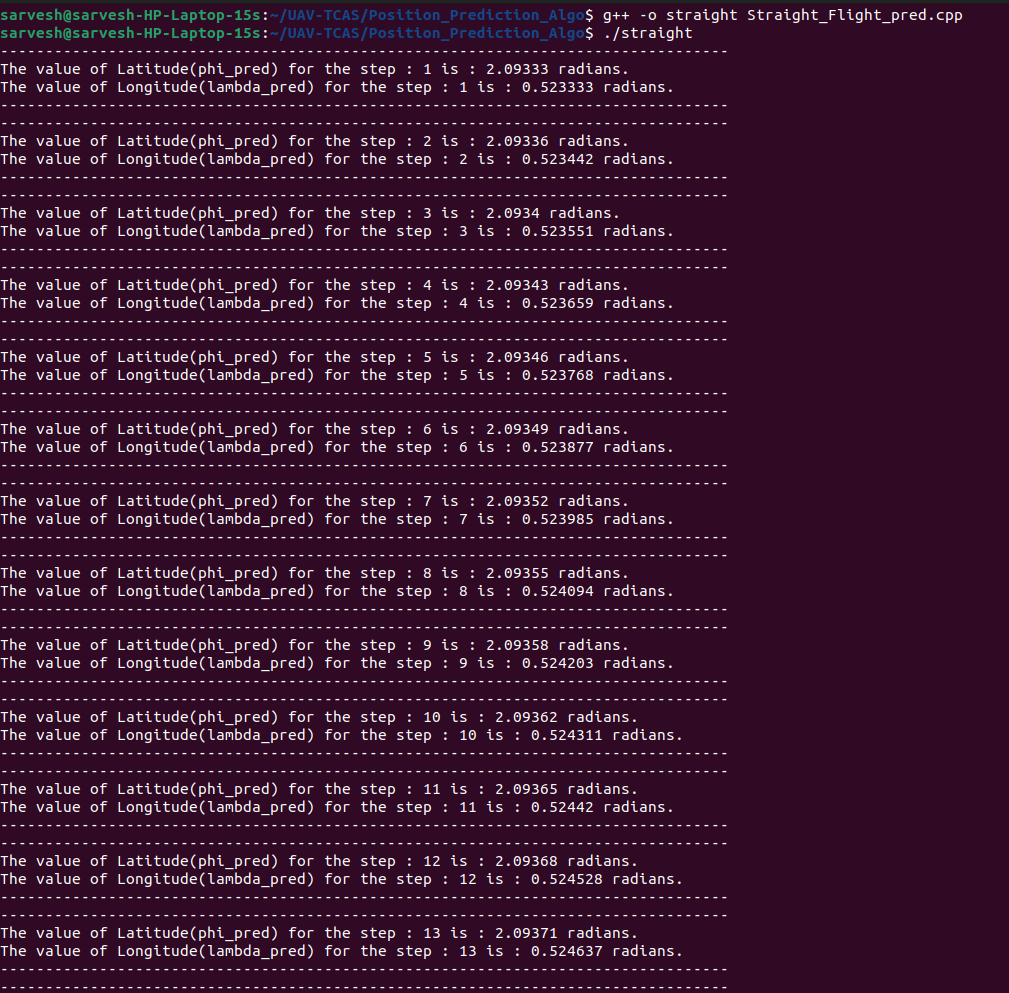 sarvesh@sarvesh-HP-Laptop-15s:~/UAV-TCAS/Position_Prediction_Algo$ g++ -o straight Straight_Flight_pred.cpp
sarvesh@sarvesh-HP-Laptop-15s:~/UAV-TCAS/Position_Prediction_Algo$ ./straight
---------------------------------------------------------------------------------
The value of Latitude(phi_pred) for the step : 1 is : 2.09333 radians.
The value of Longitude(lambda_pred) for the step : 1 is : 0.523333 radians.
---------------------------------------------------------------------------------
---------------------------------------------------------------------------------
The value of Latitude(phi_pred) for the step : 2 is : 2.09336 radians.
The value of Longitude(lambda_pred) for the step : 2 is : 0.523442 radians.
---------------------------------------------------------------------------------
---------------------------------------------------------------------------------
The value of Latitude(phi_pred) for the step : 3 is : 2.0934 radians.
The value of Longitude(lambda_pred) for the step : 3 is : 0.523551 radians.
---------------------------------------------------------------------------------
---------------------------------------------------------------------------------
The value of Latitude(phi_pred) for the step : 4 is : 2.09343 radians.
The value of Longitude(lambda_pred) for the step : 4 is : 0.523659 radians.
---------------------------------------------------------------------------------
---------------------------------------------------------------------------------
The value of Latitude(phi_pred) for the step : 5 is : 2.09346 radians.
The value of Longitude(lambda_pred) for the step : 5 is : 0.523768 radians.
---------------------------------------------------------------------------------
---------------------------------------------------------------------------------
The value of Latitude(phi_pred) for the step : 6 is : 2.09349 radians.
The value of Longitude(lambda_pred) for the step : 6 is : 0.523877 radians.
---------------------------------------------------------------------------------
---------------------------------------------------------------------------------
The value of Latitude(phi_pred) for the step : 7 is : 2.09352 radians.
The value of Longitude(lambda_pred) for the step : 7 is : 0.523985 radians.
---------------------------------------------------------------------------------
---------------------------------------------------------------------------------
The value of Latitude(phi_pred) for the step : 8 is : 2.09355 radians.
The value of Longitude(lambda_pred) for the step : 8 is : 0.524094 radians.
---------------------------------------------------------------------------------
---------------------------------------------------------------------------------
The value of Latitude(phi_pred) for the step : 9 is : 2.09358 radians.
The value of Longitude(lambda_pred) for the step : 9 is : 0.524203 radians.
---------------------------------------------------------------------------------
---------------------------------------------------------------------------------
The value of Latitude(phi_pred) for the step : 10 is : 2.09362 radians.
The value of Longitude(lambda_pred) for the step : 10 is : 0.524311 radians.
---------------------------------------------------------------------------------
---------------------------------------------------------------------------------
The value of Latitude(phi_pred) for the step : 11 is : 2.09365 radians.
The value of Longitude(lambda_pred) for the step : 11 is : 0.52442 radians.
---------------------------------------------------------------------------------
---------------------------------------------------------------------------------
The value of Latitude(phi_pred) for the step : 12 is : 2.09368 radians.
The value of Longitude(lambda_pred) for the step : 12 is : 0.524528 radians.
---------------------------------------------------------------------------------
---------------------------------------------------------------------------------
The value of Latitude(phi_pred) for the step : 13 is : 2.09371 radians.
The value of Longitude(lambda_pred) for the step : 13 is : 0.524637 radians.
---------------------------------------------------------------------------------
---------------------------------------------------------------------------------